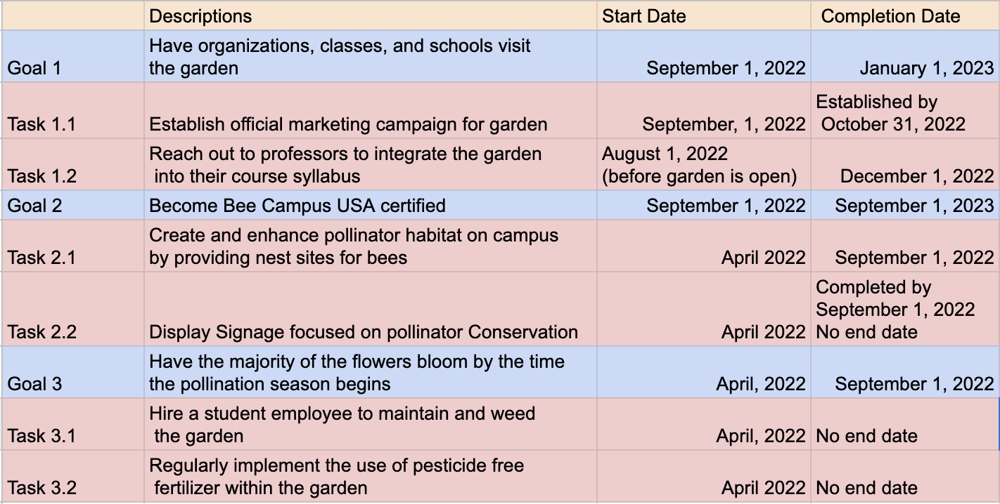 Descriptions Start Date Completion Date
Have organizations, classes, and schools visit
Goal 1 the garden September 1, 2022 January 1, 2023
Established by
Task 1.1 Establish official marketing campaign for garden September, 1, 2022 October 31, 2022
Reach out to professors to integrate the garden August 1, 2022
Task 1.2 into their course syllabus (before garden is open) December 1, 2022
Goal 2 Become Bee Campus USA certified September 1, 2022 September 1, 2023
Create and enhance pollinator habitat on campus
Task 2.1 by providing nest sites for bees April 2022 September 1, 2022
Completed by
September 1, 2022
Task 2.2 Display Signage focused on pollinator Conservation April 2022 No end date
Have the majority of the flowers bloom by the time
Goal 3 the pollination season begins April, 2022 September 1, 2022
Hire a student employee to maintain and weed
Task 3.1 the garden April, 2022 No end date
Regularly implement the use of pesticide free
Task 3.2 fertilizer within the garden April 2022 No end date